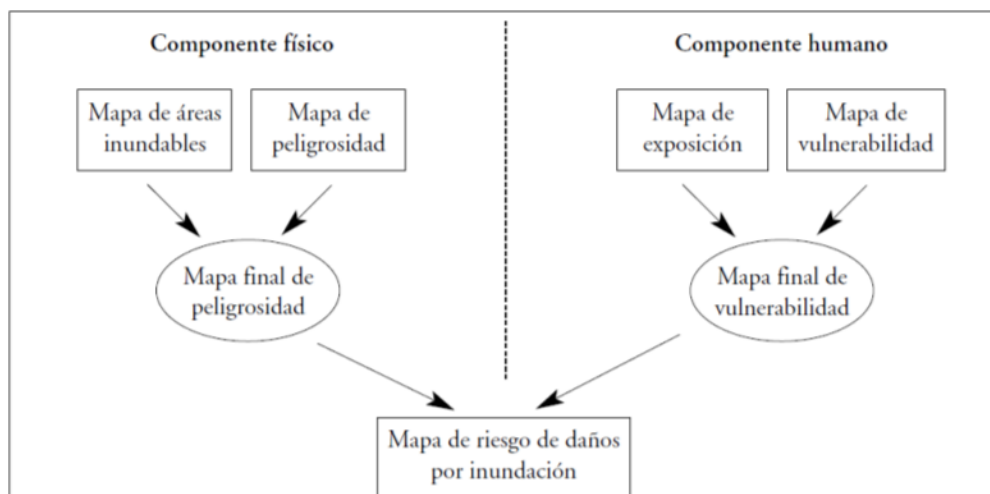 Componente físico
Componente humano
Mapa de áreas
inundables
Mapa de
peligrosidad
Mapa de
exposición
Mapa de
vulnerabilidad
Mapa final de
peligrosidad
Mapa final de
vulnerabilidad
Mapa de riesgo de daños
por inundación